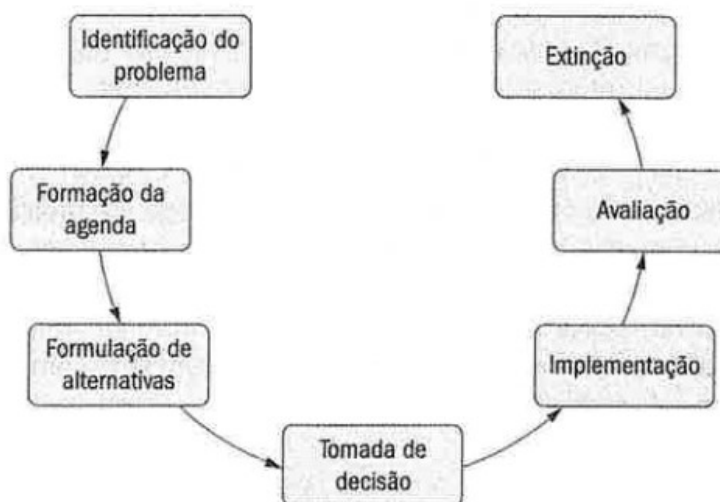 Identificação do
problema
Formação da
agenda
Formulação de
alternativas
Tomada de
decisão
Implementação
Avaliação
Extinção